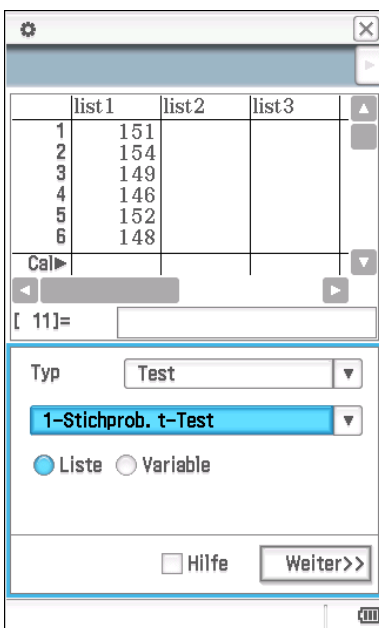 list1 list2 list3
1 151
2 154
3 149
4 146
5 152
6 148
Cal▶
[ 11]=
Typ Test
1-Stichprob. t-Test
Liste Variable
Hilfe Weiter>>